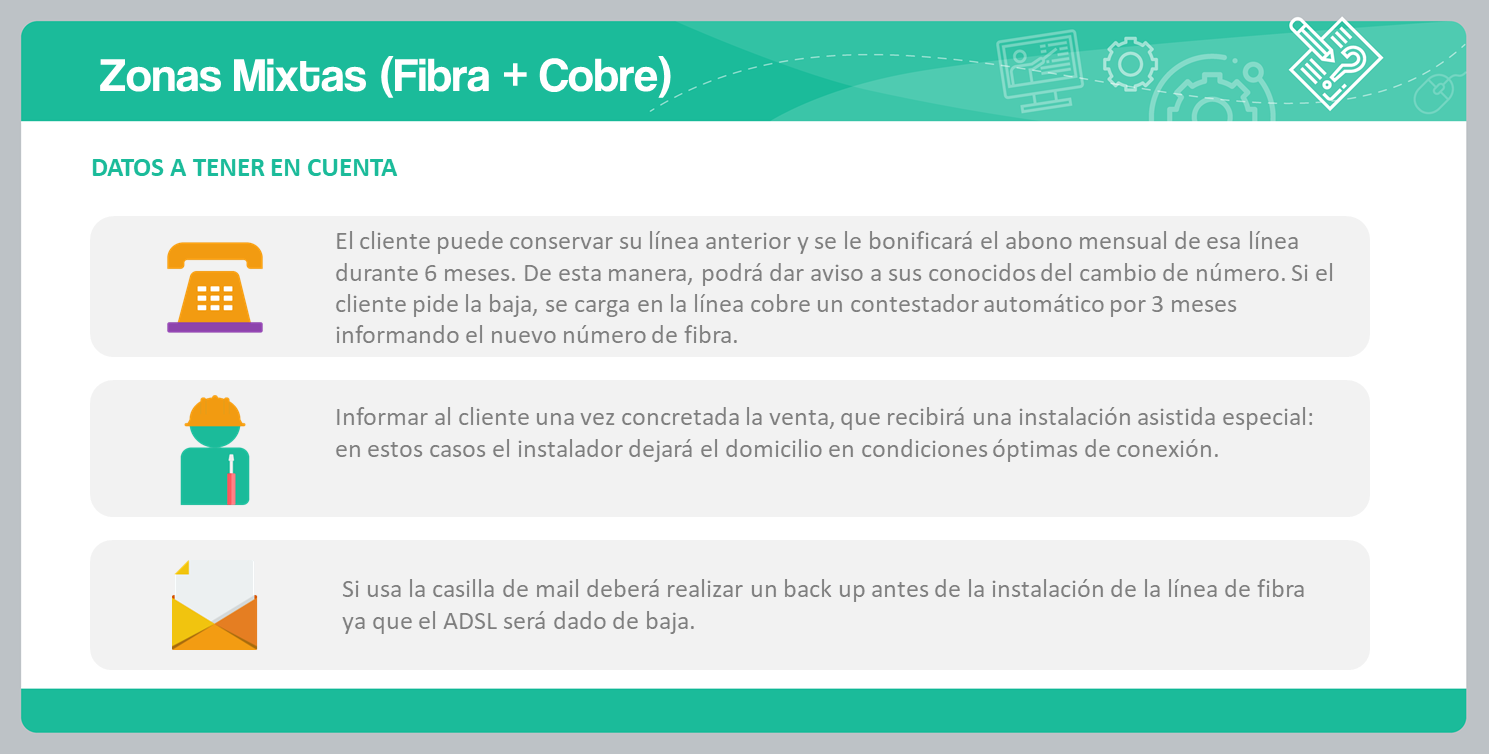 Zonas Mixtas (Fibra + Cobre)
DATOS A TENER EN CUENTA
El cliente puede conservar su línea anterior y se le bonificará el abono mensual de esa línea
durante 6 meses. De esta manera, podrá dar aviso a sus conocidos del cambio de número. Si el
cliente pide la baja, se carga en la línea cobre un contestador automático por 3 meses
informando el nuevo número de fibra.
Informar al cliente una vez concretada la venta, que recibirá una instalación asistida especial:
en estos casos el instalador dejará el domicilio en condiciones óptimas de conexión.
Si usa la casilla de mail deberá realizar un back up antes de la instalación de la línea de fibra
ya que el ADSL será dado de baja.